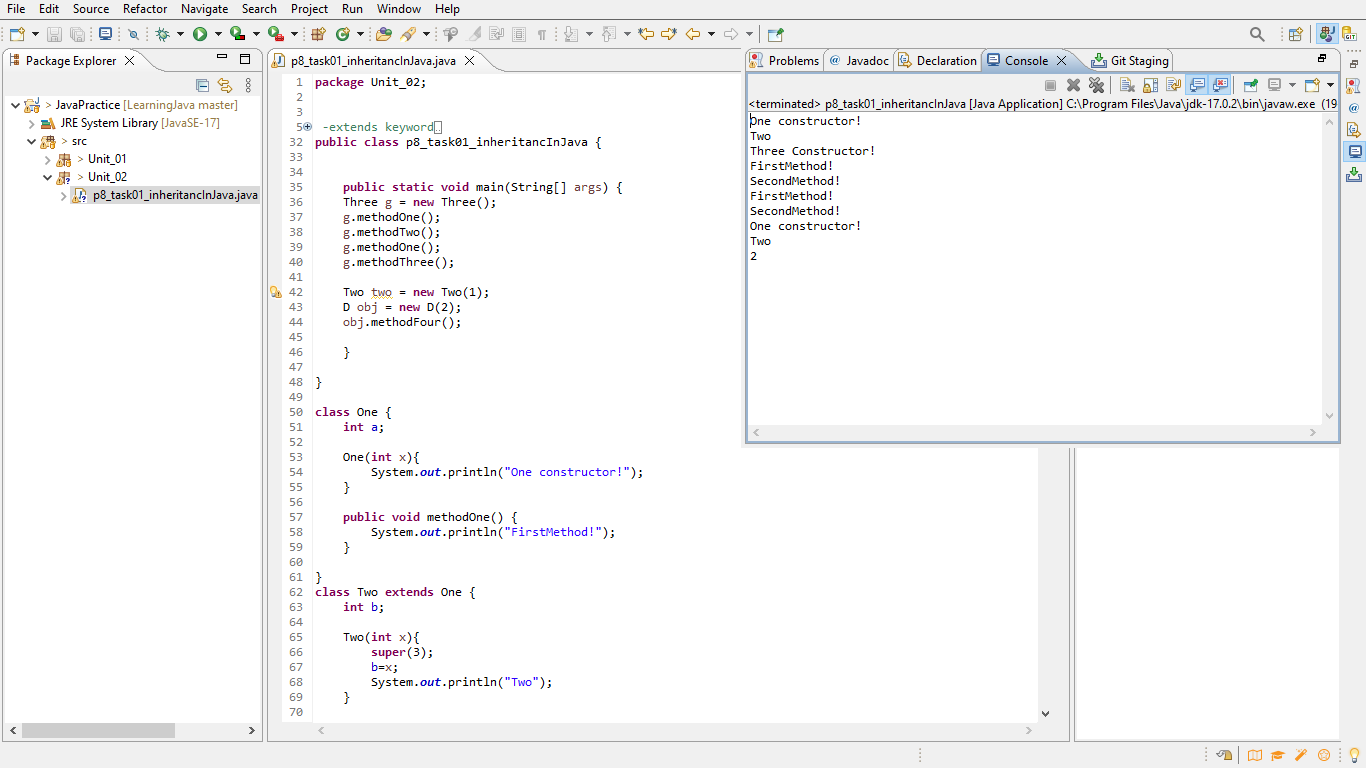 File Edit Source Refactor Navigate Search Project Run Window Help
Package Explorer
> JavaPractice [LearningJava master]
JRE System Library [JavaSE-17]
> src
> Unit_01
> Unit_02
p8_task01_inheritancInJava.java
p8_task01_inheritancInJava.java
1 package Unit_02;
2
3
5 -extends keyword
32 public class p8_task01_inheritancInJava {
33
34
35 public static void main(String[] args) {
36 Three g = new Three();
37 g.methodOne();
38 g.methodTwo();
39 g.methodOne();
40 g.methodThree();
41
42 Two two = new Two(1);
43 D obj = new D(2);
44 obj.methodFour();
45
46 }
47
48 }
49
50 class One {
51 int a;
52
53 One(int x){
54 System.out.println("One constructor!");
55 }
56
57 public void methodOne() {
58 System.out.println("FirstMethod!");
59 }
60
61 }
62 class Two extends One {
63 int b;
64
65 Two(int x){
66 super(3);
67 b=x;
68 System.out.println("Two");
69 }
70
Problems @ Javadoc Declaration Console Git Staging
<terminated> p8_task01_inheritancInJava [Java Application] C:\Program Files\Java\jdk-17.0.2\bin\javaw.exe (19
One constructor!
Two
Three Constructor!
FirstMethod!
SecondMethod!
FirstMethod!
SecondMethod!
One constructor!
Two
2